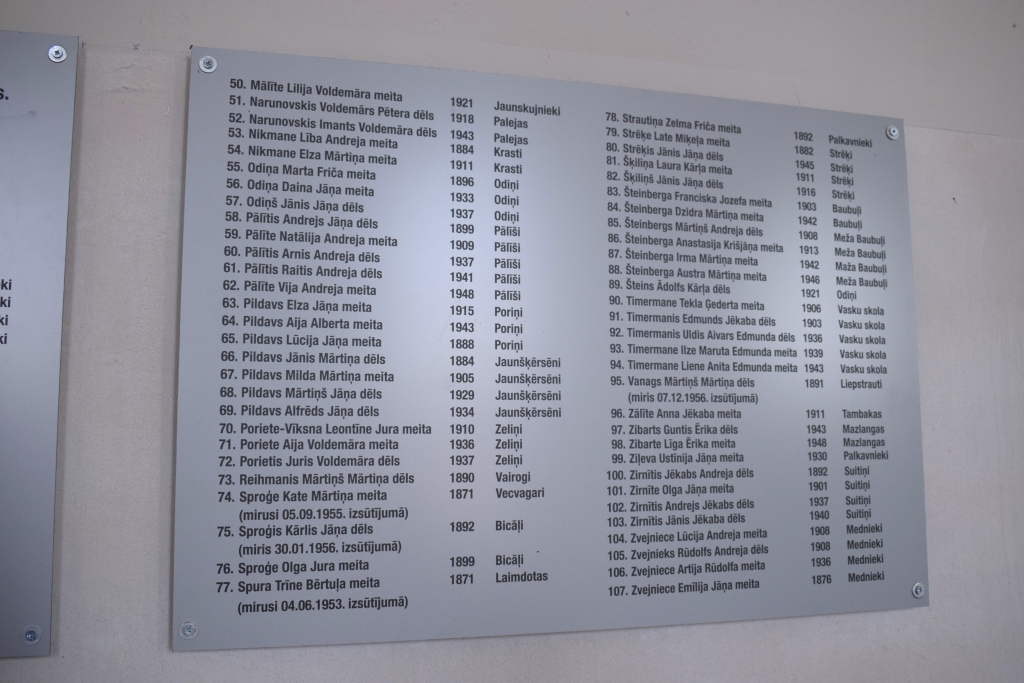 s.
ki
ki
ki
ki
50. Mālīte Lilija Voldemāra meita 1921 Jaunskujnieki
51. Narunovskis Voldemārs Pētera dēls 1918 Palejas
52. Narunovskis Imants Voldemāra dēls 1943 Palejas
53. Nikmane Lība Andreja meita 1884 Krasti
54. Nikmane Elza Mārtiņa meita 1911 Krasti
55. Odiņa Marta Friča meita 1896 Odiņi
56. Odiņa Daina Jāņa meita 1933 Odiņi
57. Odiņš Jānis Jāņa dēls 1937 Odiņi
58. Pālītis Andrejs Jāņa dēls 1899 Pālīši
59. Pālīte Natālija Andreja meita 1909 Pālīši
60. Pālītis Arnis Andreja dēls 1937 Pālīši
61. Pālītis Raitis Andreja dēls 1941 Pālīši
62. Pālīte Vija Andreja meita 1948 Pālīši
63. Pildavs Elza Jāņa meita 1915 Poriņi
64. Pildavs Aija Alberta meita 1943 Poriņi
65. Pildavs Lūcija Jāņa meita 1888 Poriņi
66. Pildavs Jānis Mārtiņa dēls 1884 Jaunšķērsēni
67. Pildavs Milda Mārtiņa meita 1905 Jaunšķērsēni
68. Pildavs Mārtiņš Jāņa dēls 1929 Jaunšķērsēni
69. Pildavs Alfrēds Jāņa dēls 1934 Jaunšķērsēni
70. Poriete-Vīksna Leontīne Jura meita 1910 Zeliņi
71. Poriete Aija Voldemāra meita 1936 Zeliņi
72. Porietis Juris Voldemāra dēls 1937 Zeliņi
73. Reihmanis Mārtiņš Mārtiņa dēls 1890 Vairogi
74. Sproģe Kate Mārtiņa meita 1871 Vecvagari
(mirusi 05.09.1955. izsūtījumā)
75. Sproģis Kārlis Jāņa dēls 1892 Bicāļi
(miris 30.01.1956. izsūtījumā)
76. Sproģe Olga Jura meita 1899 Bicāļi
77. Spura Trīne Bērtuļa meita 1871 Laimdotas
(mirusi 04.06.1953. izsūtījumā)
78. Strautiņa Zelma Friča meita 1892 Palkavnieki
79. Strēķe Late Miķeļa meita 1882 Strēķi
80. Strēķis Jānis Jāņa dēls 1945 Strēķi
81. Šķiliņa Laura Kārļa meita 1911 Strēķi
82. Šķiliņš Jānis Jāņa dēls 1916 Strēķi
83. Šteinberga Franciska Jozefa meita 1903 Baubuļi
84. Šteinberga Dzidra Mārtiņa meita 1942 Baubuļi
85. Šteinbergs Mārtiņš Andreja dēls 1908 Meža Baubuļi
86. Šteinberga Anastasija Krišjāņa meita 1913 Meža Baubuļi
87. Šteinberga Irma Mārtiņa meita 1942 Maža Baubuļi
88. Šteinberga Austra Mārtiņa meita 1946 Meža Baubuļi
89. Šteins Ādolfs Kārļa dēls 1921 Odiņi
90. Timermane Tekla Ģederta meita 1906 Vasku skola
91. Timermanis Edmunds Jēkaba dēls 1903 Vasku skola
92. Timermanis Uldis Aivars Edmunda dēls 1936 Vasku skola
93. Timermane Ilze Maruta Edmunda meita 1939 Vasku skola
94. Timermane Liene Anita Edmunda meita 1943 Vasku skola
95. Vanags Mārtiņš Mārtiņa dēls 1891 Liepstrauti
(miris 07.12.1956. izsūtījumā)
96. Zālīte Anna Jēkaba meita 1911 Tambakas
97. Zibarts Guntis Ērika dēls 1943 Mazlangas
98. Zibarte Līga Ērika meita 1948 Mazlangas
99. Ziļeva Ustīnija Jāņa meita 1930 Palkavnieki
100. Zirnītis Jēkabs Andreja dēls 1892 Suitiņi
101. Zirnīte Olga Jāņa meita 1901 Suitiņi
102. Zirnītis Andrejs Jēkabs dēls 1937 Suitiņi
103. Zirnītis Jānis Jēkaba dēls 1940 Suitiņi
104. Zvejniece Lūcija Andreja meita 1908 Mednieki
105. Zvejnieks Rūdolfs Andreja dēls 1908 Mednieki
106. Zvejniece Artija Rūdolfa meita 1936 Mednieki
107. Zvejniece Emīlija Jāņa meita 1876 Mednieki